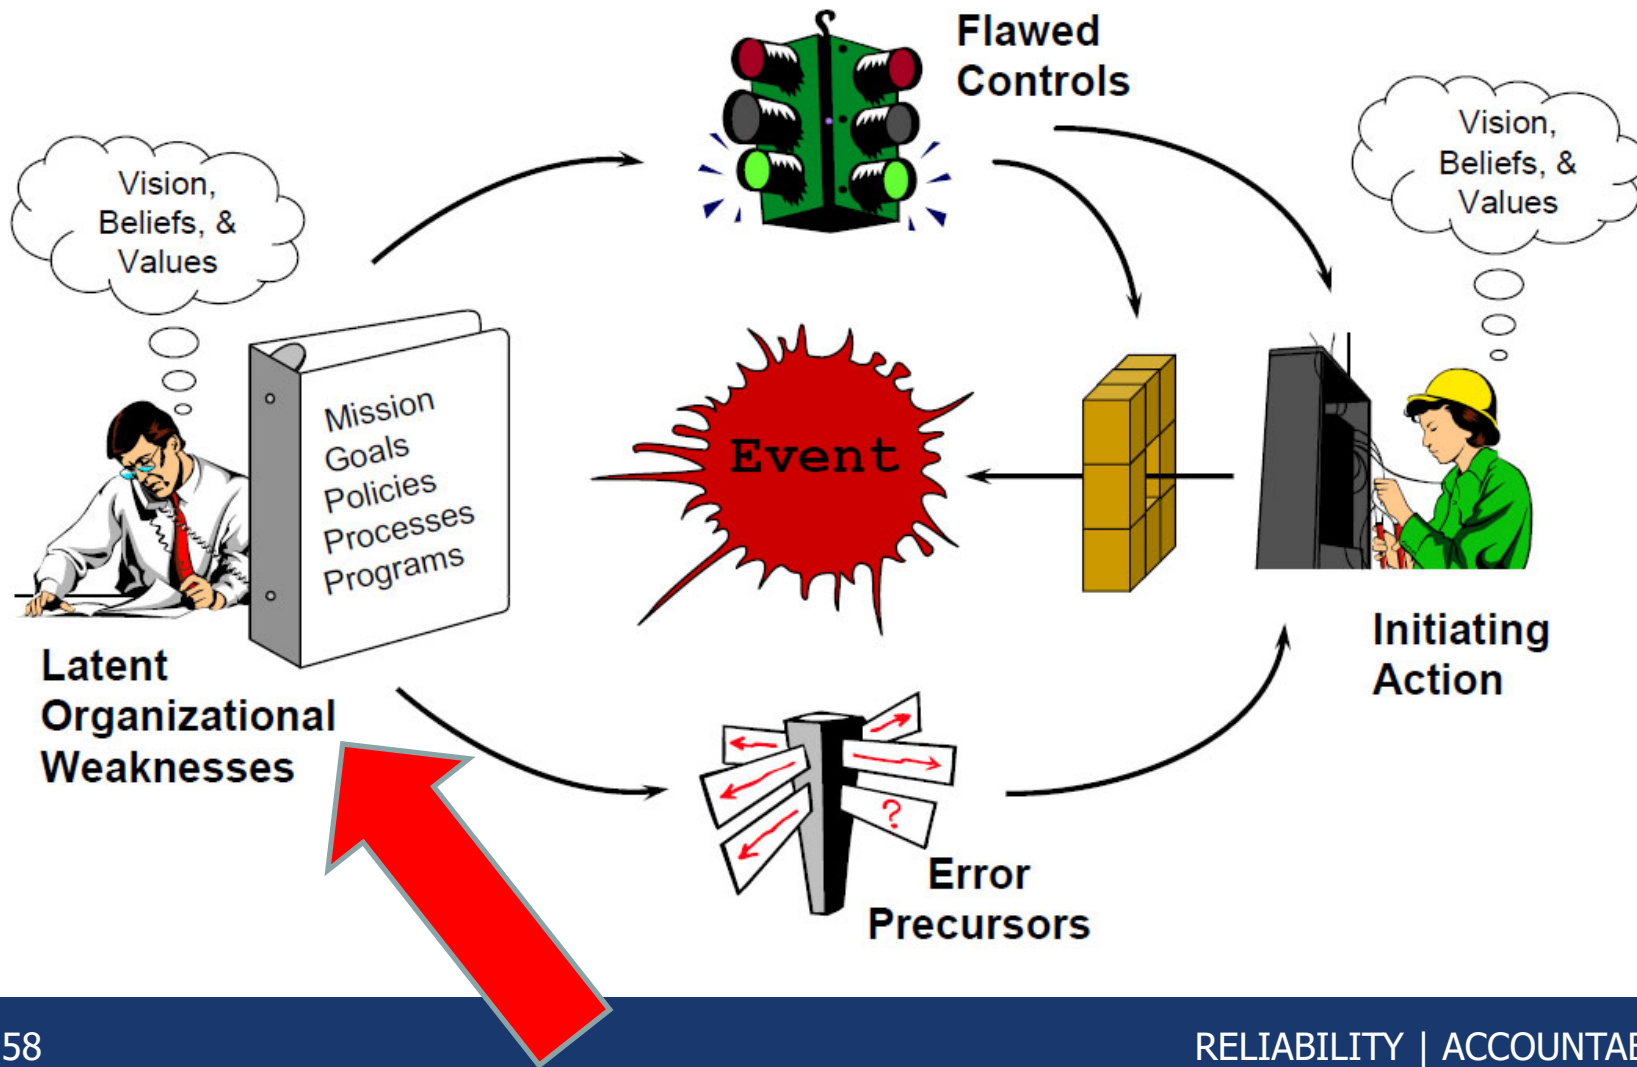 Flawed
Controls
Vision,
Beliefs, &
Values
Vision,
Beliefs, &
Values
Mission
Goals
Policies
Processes
Programs
Event
Latent
Organizational
Weaknesses
Initiating
Action
?
Error
Precursors
58
RELIABILITY | ACCOUNTAB